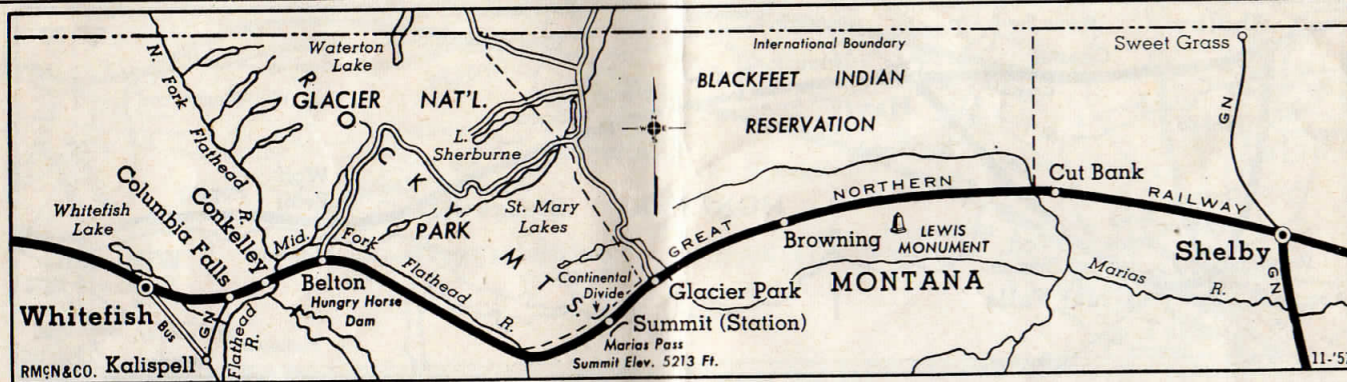 International Boundary
Sweet Grass
N. Fork Flathead R.
Waterton
Lake
BLACKFEET INDIAN
RESERVATION
GLACIER NAT'L.
PARK
ROCKY MTS.
L.
Sherburne
St. Mary
Lakes
N
W E
S
GN
Cut Bank
GREAT NORTHERN RAILWAY
Whitefish
Lake
Columbia Falls
Conkelley
Mid. Fork Flathead R.
Browning
LEWIS
MONUMENT
Shelby
GN
Belton
Hungry Horse
Dam
Continental
Divide
Glacier Park
MONTANA
Marias R.
Whitefish
Bus
GN
Flathead R.
Kalispell
Summit (Station)
Marias Pass
Summit Elev. 5213 Ft.
RMCN&CO.